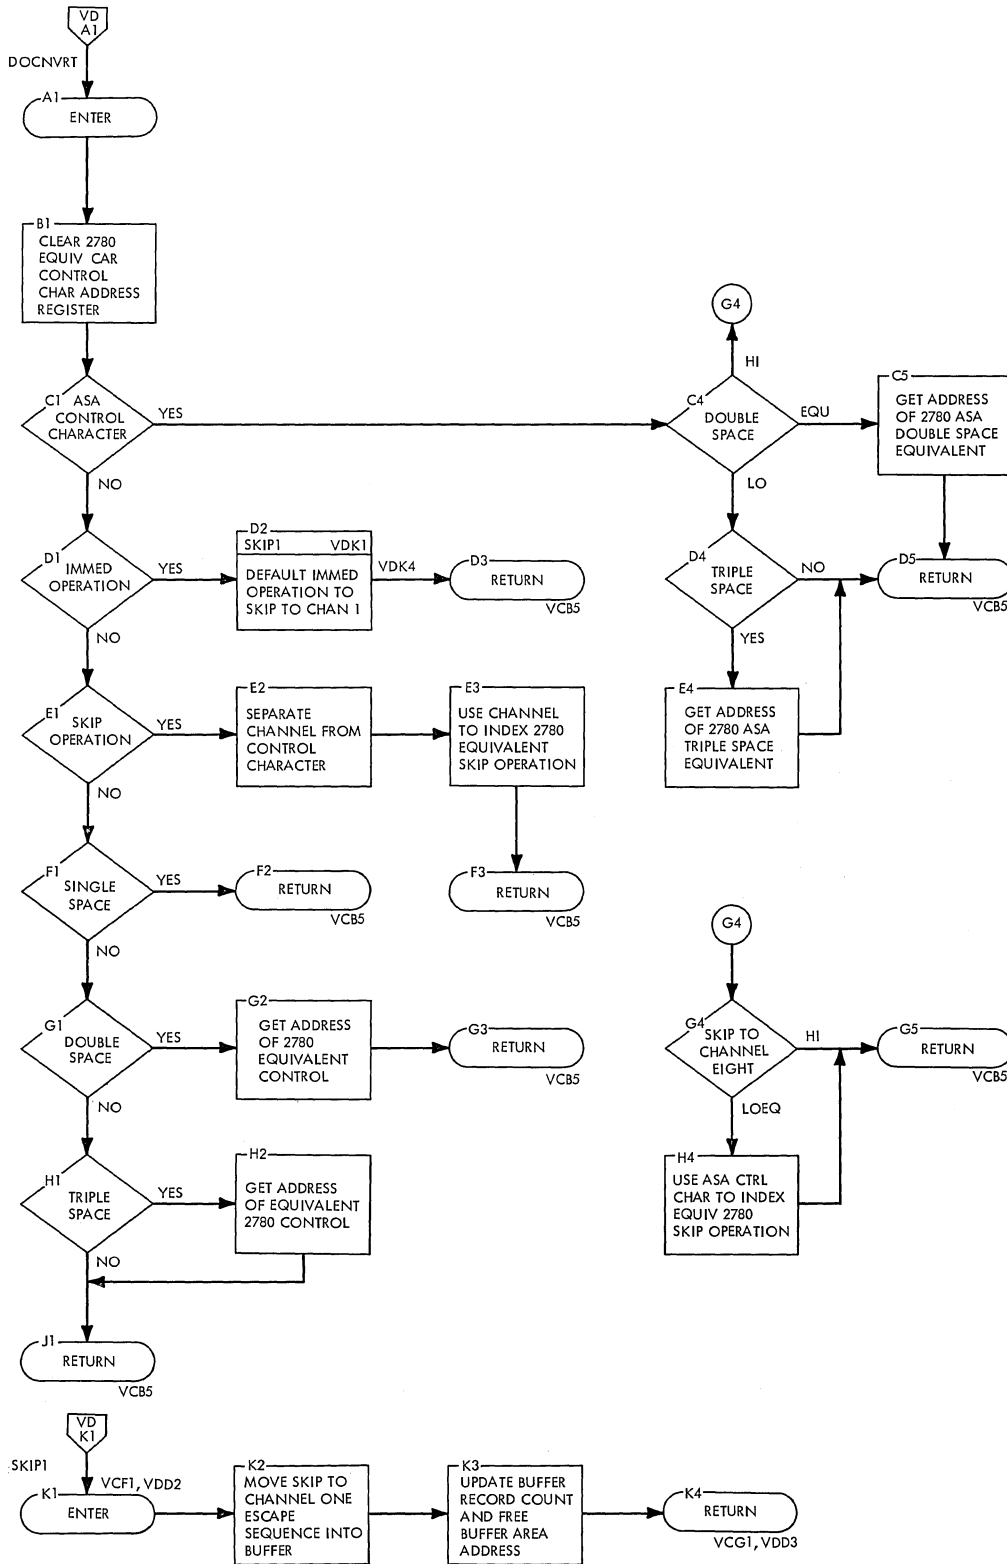 VD
A1
DOCNVRT
A1
ENTER
B1
CLEAR 2780
EQUIV CAR
CONTROL
CHAR ADDRESS
REGISTER
C1
ASA
CONTROL
CHARACTER
YES
NO
G4
HI
C4
DOUBLE
SPACE
EQU
LO
C5
GET ADDRESS
OF 2780 ASA
DOUBLE SPACE
EQUIVALENT
D1
IMMED
OPERATION
YES
NO
D2
SKIP1 VDK1
DEFAULT IMMED
OPERATION TO
SKIP TO CHAN 1
VDK4
D3
RETURN
VCB5
D4
TRIPLE
SPACE
NO
YES
D5
RETURN
VCB5
E1
SKIP
OPERATION
YES
NO
E2
SEPARATE
CHANNEL FROM
CONTROL
CHARACTER
E3
USE CHANNEL
TO INDEX 2780
EQUIVALENT
SKIP OPERATION
E4
GET ADDRESS
OF 2780 ASA
TRIPLE SPACE
EQUIVALENT
F1
SINGLE
SPACE
YES
NO
F2
RETURN
VCB5
F3
RETURN
VCB5
G4
G1
DOUBLE
SPACE
YES
NO
G2
GET ADDRESS
OF 2780
EQUIVALENT
CONTROL
G3
RETURN
VCB5
G4
SKIP TO
CHANNEL
EIGHT
HI
LOEQ
G5
RETURN
VCB5
H1
TRIPLE
SPACE
YES
NO
H2
GET ADDRESS
OF EQUIVALENT
2780 CONTROL
H4
USE ASA CTRL
CHAR TO INDEX
EQUIV 2780
SKIP OPERATION
J1
RETURN
VCB5
VD
K1
SKIP1
K1
ENTER
VCF1, VDD2
K2
MOVE SKIP TO
CHANNEL ONE
ESCAPE
SEQUENCE INTO
BUFFER
K3
UPDATE BUFFER
RECORD COUNT
AND FREE
BUFFER AREA
ADDRESS
K4
RETURN
VCG1, VDD3